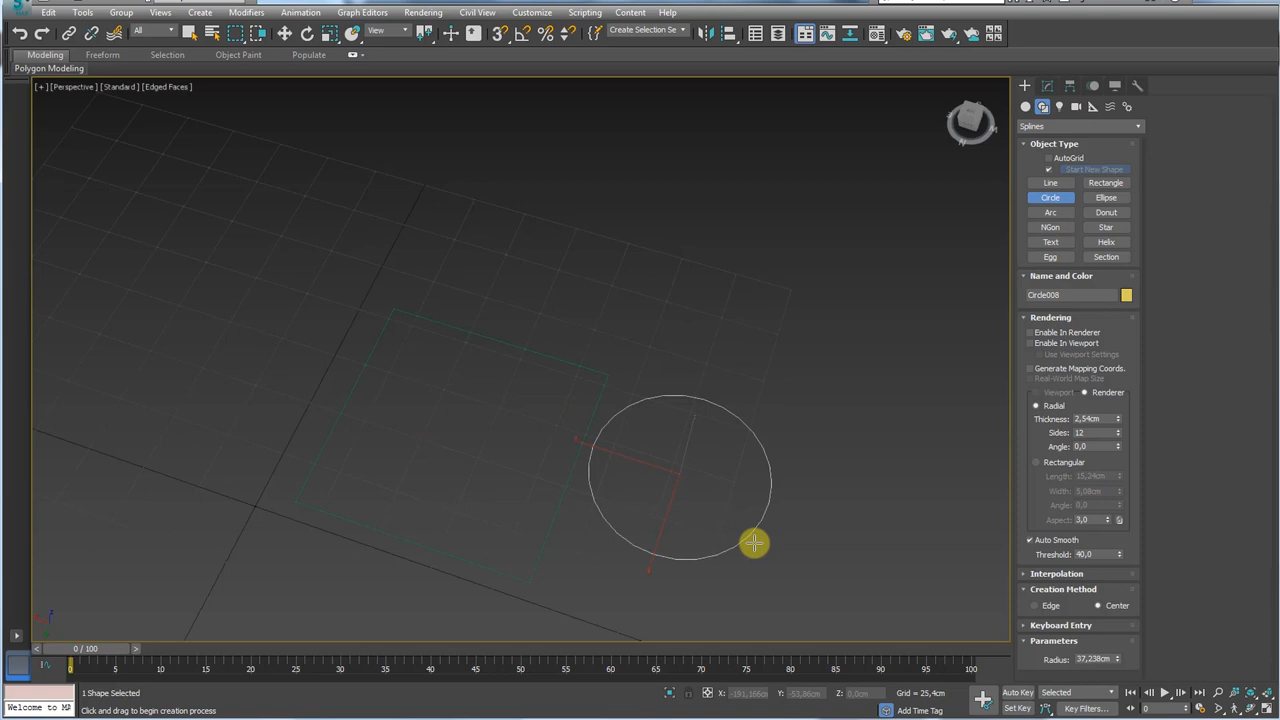 Edit Tools Group Views Create Modifiers Animation Graph Editors Rendering Civil View Customize Scripting Content Help
All View Create Selection Se
Modeling Freeform Selection Object Paint Populate
Polygon Modeling
[+] [Perspective] [Standard] [Edged Faces]
Splines
Object Type
AutoGrid
Start New Shape
Line Rectangle
Circle Ellipse
Arc Donut
NGon Star
Text Helix
Egg Section
Name and Color
Circle008
Rendering
Enable In Renderer
Enable In Viewport
Use Viewport Settings
Generate Mapping Coords.
Real-World Map Size
Viewport Renderer
Radial
Thickness: 2,54cm
Sides: 12
Angle: 0,0
Rectangular
Length: 15,24cm
Width: 5,08cm
Angle: 0,0
Aspect: 3,0
Auto Smooth
Threshold: 40,0
Interpolation
Creation Method
Edge Center
Keyboard Entry
Parameters
Radius: 37,238cm
< 0 / 100 >
0 5 10 15 20 25 30 35 40 45 50 55 60 65 70 75 80 85 90 95 100
1 Shape Selected X: -191,166cm Y: -53,86cm Z: 0,0cm Grid = 25,4cm Auto Key Selected
Welcome to MA Click and drag to begin creation process Add Time Tag Set Key Key Filters... 0